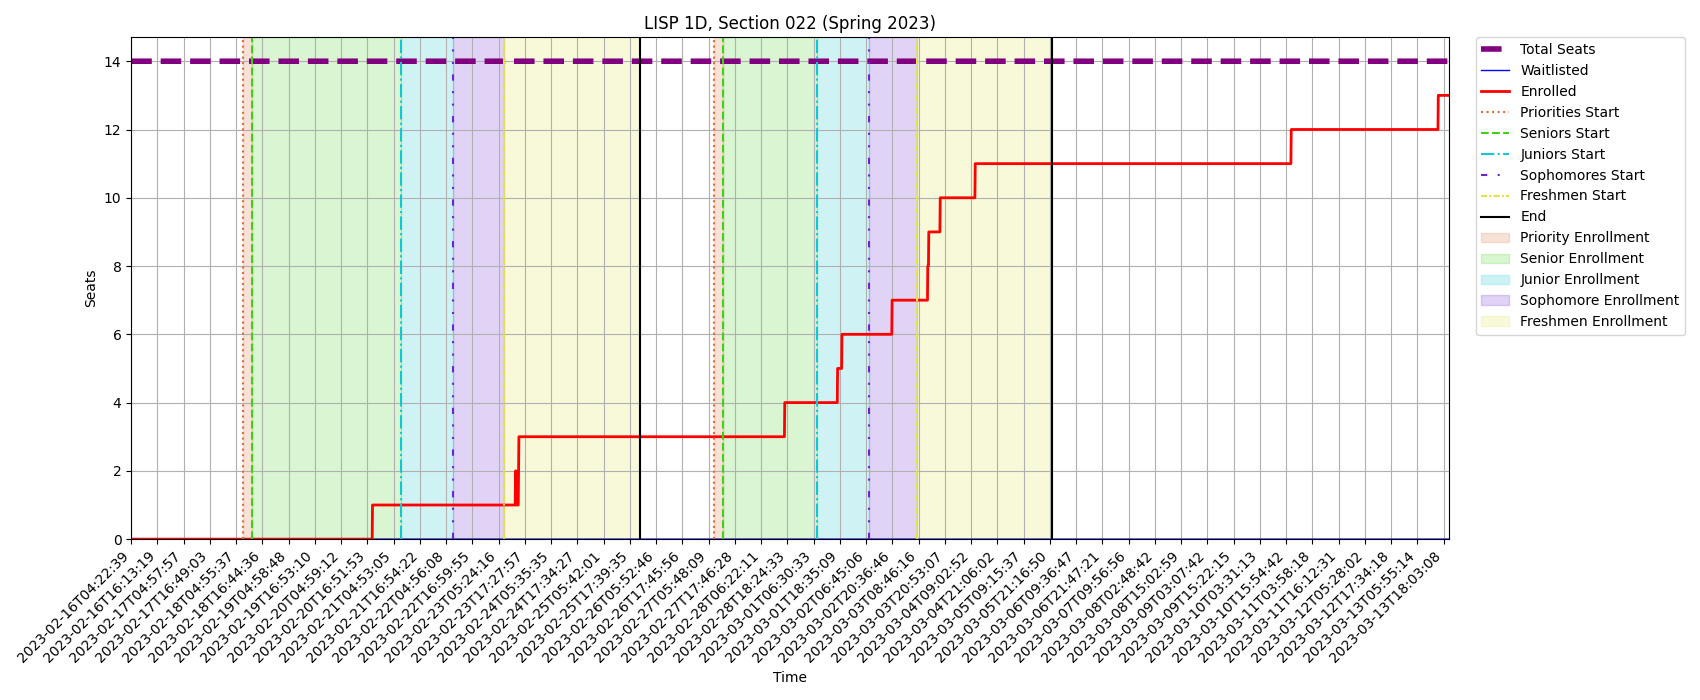 LISP 1D, Section 022 (Spring 2023)
Seats
14
12
10
8
6
4
2
0
2023-02-16T04:22:39
2023-02-16T16:13:19
2023-02-17T04:57:57
2023-02-17T16:49:03
2023-02-18T04:55:37
2023-02-18T16:44:36
2023-02-19T04:58:48
2023-02-19T16:53:10
2023-02-20T04:59:12
2023-02-20T16:51:53
2023-02-21T04:53:05
2023-02-21T16:54:22
2023-02-22T04:56:08
2023-02-22T16:59:55
2023-02-23T05:24:16
2023-02-23T17:27:57
2023-02-24T05:35:35
2023-02-24T17:34:27
2023-02-25T05:42:01
2023-02-25T17:39:35
2023-02-26T05:52:46
2023-02-26T17:45:56
2023-02-27T05:48:09
2023-02-27T17:46:28
2023-02-28T06:22:11
2023-02-28T18:24:33
2023-03-01T06:30:33
2023-03-01T18:35:09
2023-03-02T06:45:06
2023-03-02T20:36:46
2023-03-03T08:46:16
2023-03-03T20:53:07
2023-03-04T09:02:52
2023-03-04T21:06:02
2023-03-05T09:15:37
2023-03-05T21:16:50
2023-03-06T09:36:47
2023-03-06T21:47:21
2023-03-07T09:56:56
2023-03-08T02:48:42
2023-03-08T15:02:59
2023-03-09T03:07:42
2023-03-09T15:22:15
2023-03-10T03:31:13
2023-03-10T15:54:42
2023-03-11T03:58:18
2023-03-11T16:12:31
2023-03-12T05:28:02
2023-03-12T17:34:18
2023-03-13T05:55:14
2023-03-13T18:03:08
Time
Total Seats
Waitlisted
Enrolled
Priorities Start
Seniors Start
Juniors Start
Sophomores Start
Freshmen Start
End
Priority Enrollment
Senior Enrollment
Junior Enrollment
Sophomore Enrollment
Freshmen Enrollment